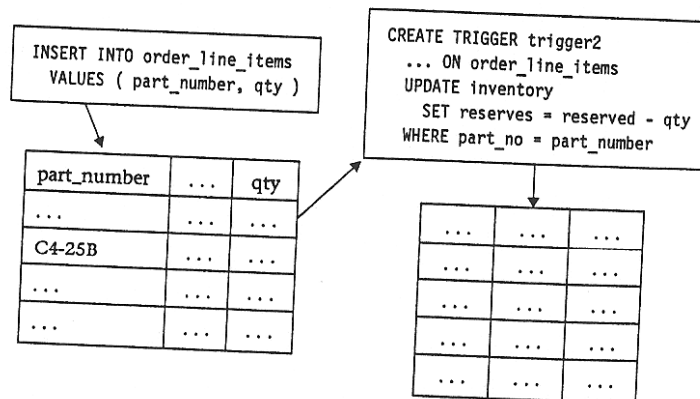 INSERT INTO order_line_items
VALUES ( part_number, qty )
CREATE TRIGGER trigger2
... ON order_line_items
UPDATE inventory
SET reserves = reserved - qty
WHERE part_no = part_number
part_number ... qty
... ... ...
C4-25B ... ...
... ... ...
... ... ...
... ... ...
... ... ...
... ... ...
... ... ...
... ... ...